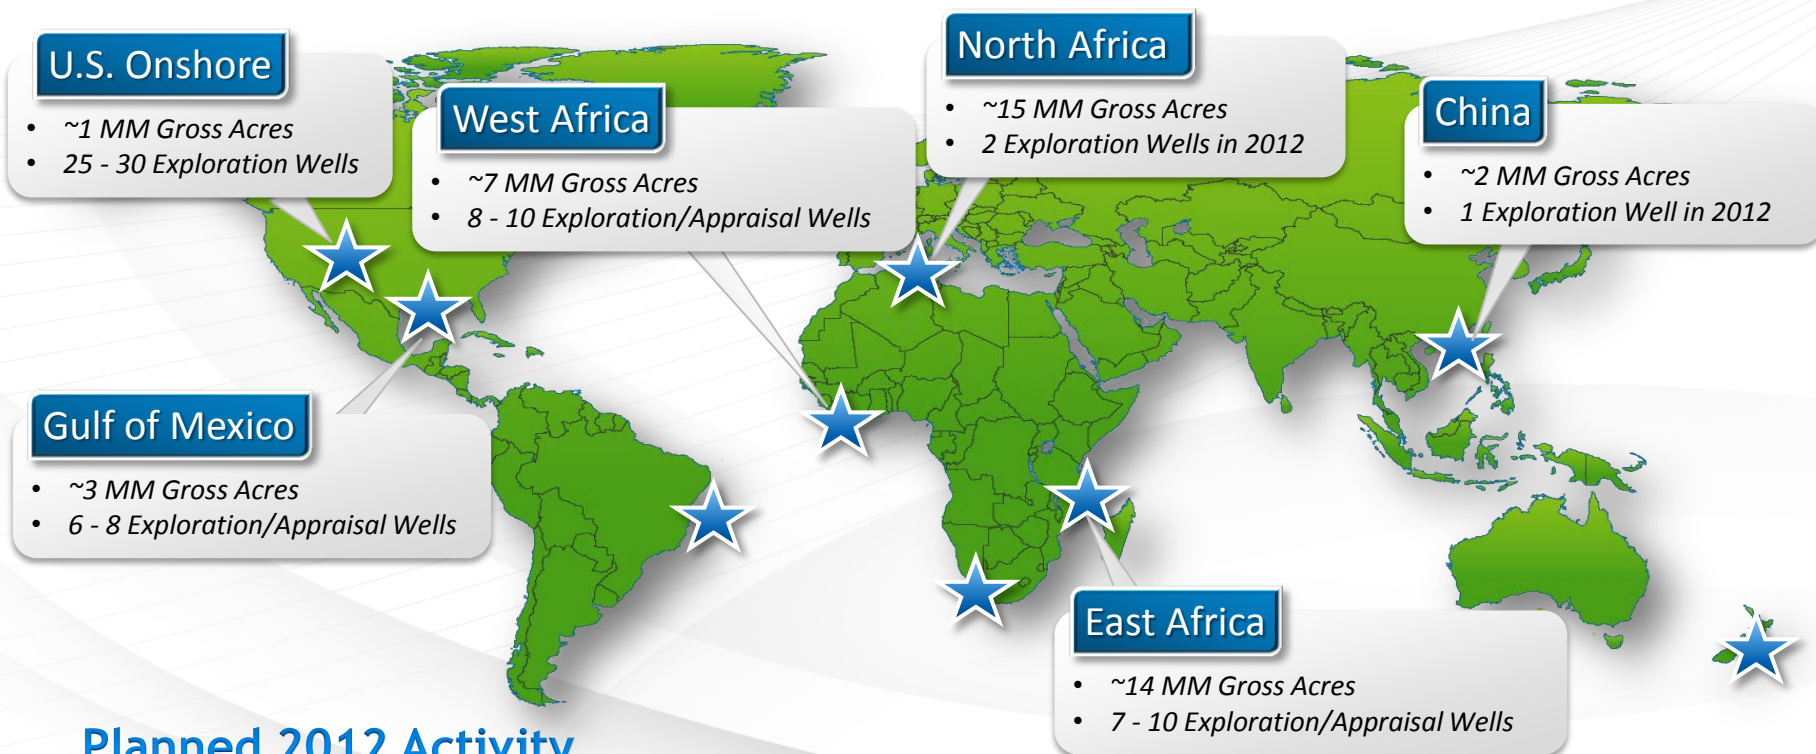 U.S. Onshore
• ~1 MM Gross Acres
• 25 - 30 Exploration Wells
West Africa
• ~7 MM Gross Acres
• 8 - 10 Exploration/Appraisal Wells
North Africa
• ~15 MM Gross Acres
• 2 Exploration Wells in 2012
China
• ~2 MM Gross Acres
• 1 Exploration Well in 2012
Gulf of Mexico
• ~3 MM Gross Acres
• 6 - 8 Exploration/Appraisal Wells
East Africa
• ~14 MM Gross Acres
• 7 - 10 Exploration/Appraisal Wells
Planned 2012 Activity